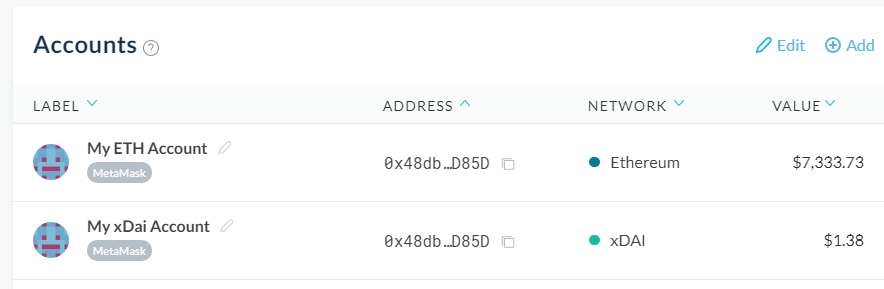 Accounts ?
Edit
Add
LABEL ADDRESS NETWORK VALUE
My ETH Account
MetaMask
0x48db…D85D
Ethereum
$7,333.73
My xDai Account
MetaMask
0x48db…D85D
xDAI
$1.38